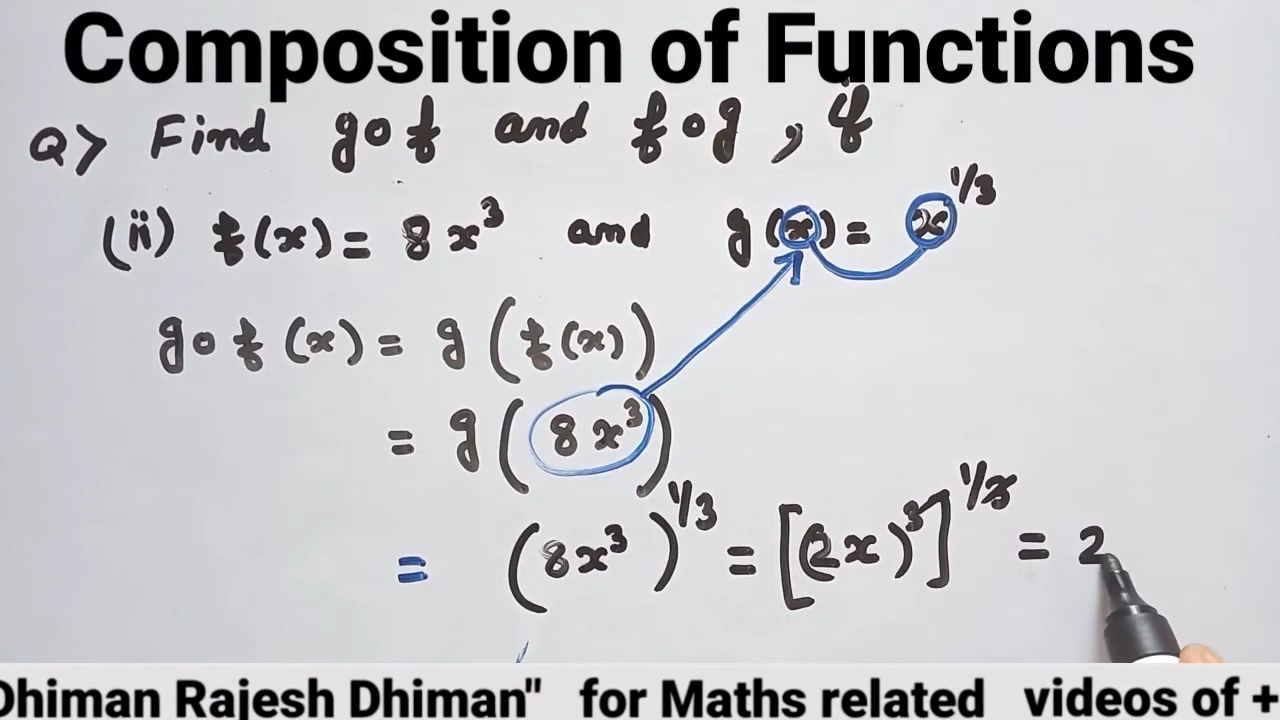 Composition of Functions
Q> Find gof and fog, if
(ii) f(x) = 8x³ and g(x) = x^1/3
gof(x) = g(f(x))
= g(8x³)
= (8x³)^1/3 = [(2x)³]^1/3 = 2
Dhiman Rajesh Dhiman" for Maths related videos of +